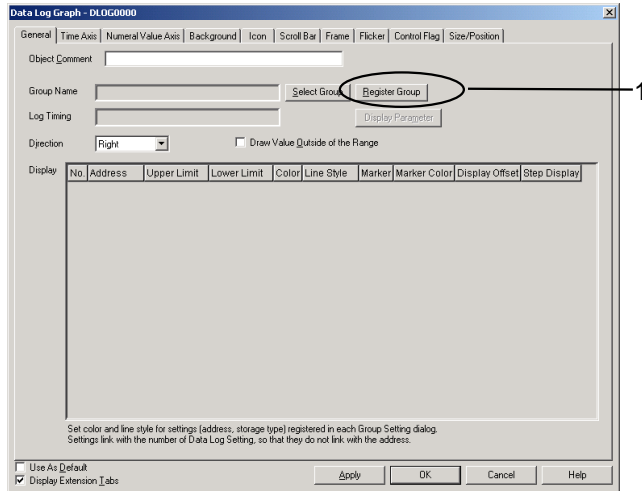 Data Log Graph - DLOG0000
General Time Axis Numeral Value Axis Background Icon Scroll Bar Frame Flicker Control Flag Size/Position
Object Comment
Group Name Select Group Register Group
1
Log Timing Display Parameter
Direction Right Draw Value Outside of the Range
Display No. Address Upper Limit Lower Limit Color Line Style Marker Marker Color Display Offset Step Display
Set color and line style for settings (address, storage type) registered in each Group Setting dialog.
Settings link with the number of Data Log Setting, so that they do not link with the address.
Use As Default
Display Extension Tabs Apply OK Cancel Help